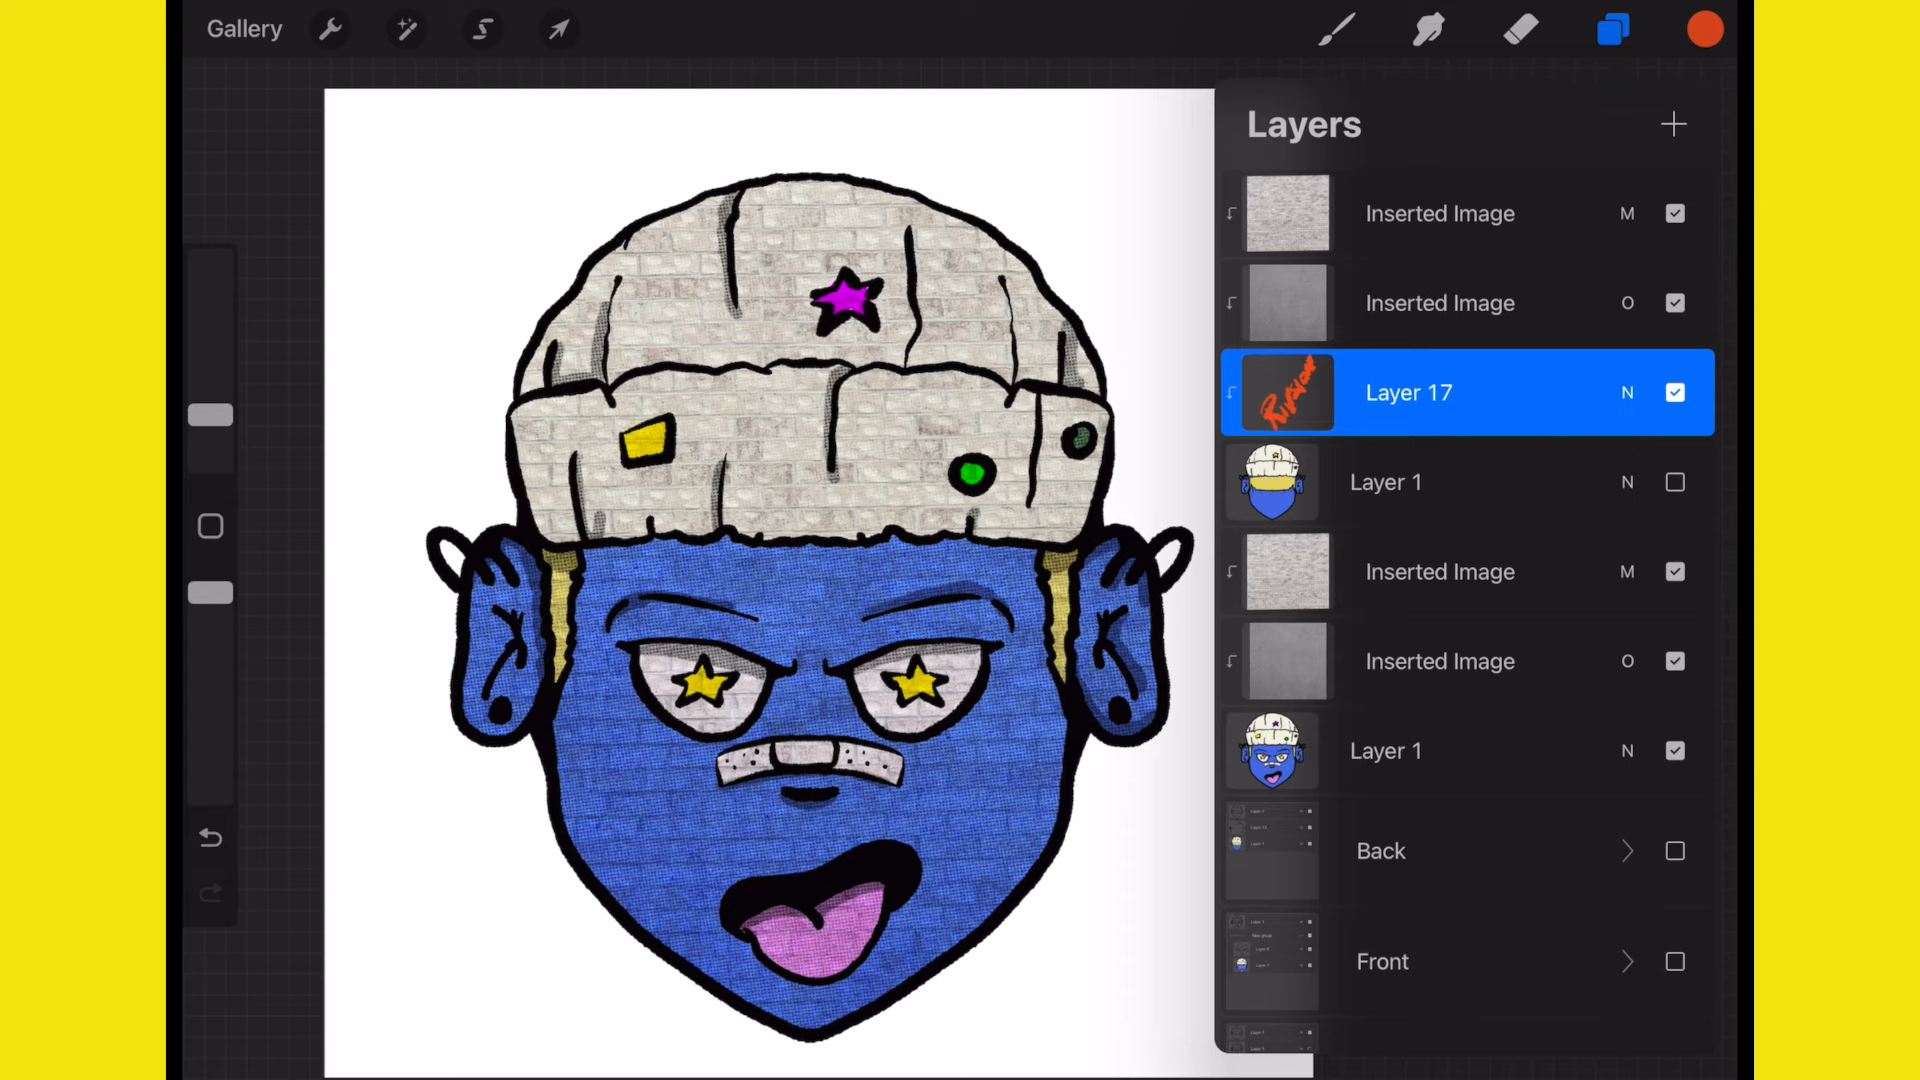 Gallery
Layers
Inserted Image M
Inserted Image O
Layer 17 N
Layer 1 N
Inserted Image M
Inserted Image O
Layer 1 N
Back
Front